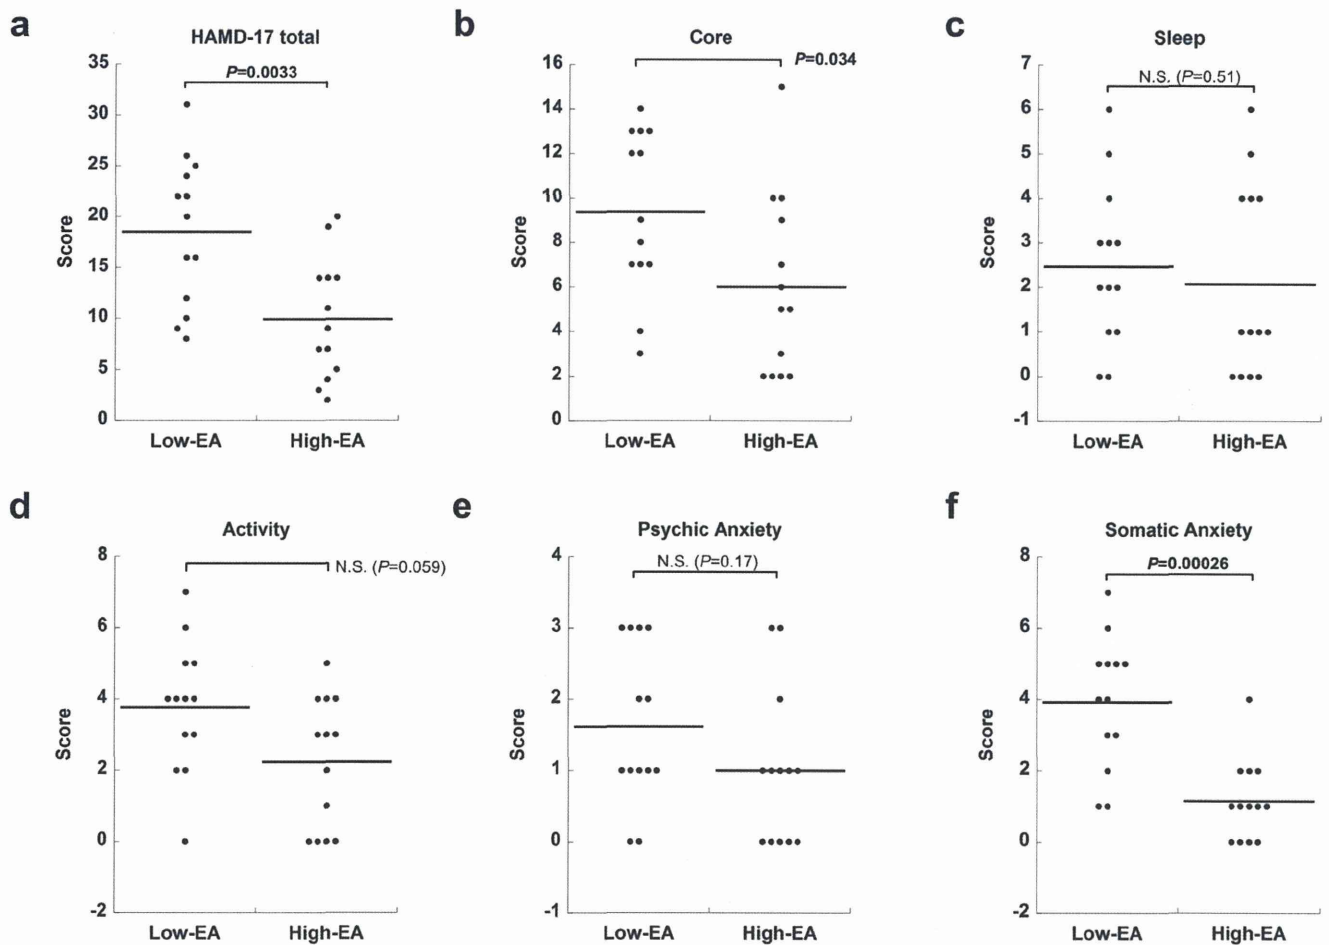 a
HAMD-17 total
P=0.0033
Score
35
30
25
20
15
10
5
0
Low-EA
High-EA
b
Core
P=0.034
Score
16
14
12
10
8
6
4
2
0
Low-EA
High-EA
c
Sleep
N.S. (P=0.51)
Score
7
6
5
4
3
2
1
0
-1
Low-EA
High-EA
d
Activity
N.S. (P=0.059)
Score
8
6
4
2
0
-2
Low-EA
High-EA
e
Psychic Anxiety
N.S. (P=0.17)
Score
4
3
2
1
0
-1
Low-EA
High-EA
f
Somatic Anxiety
P=0.00026
Score
8
6
4
2
0
-2
Low-EA
High-EA